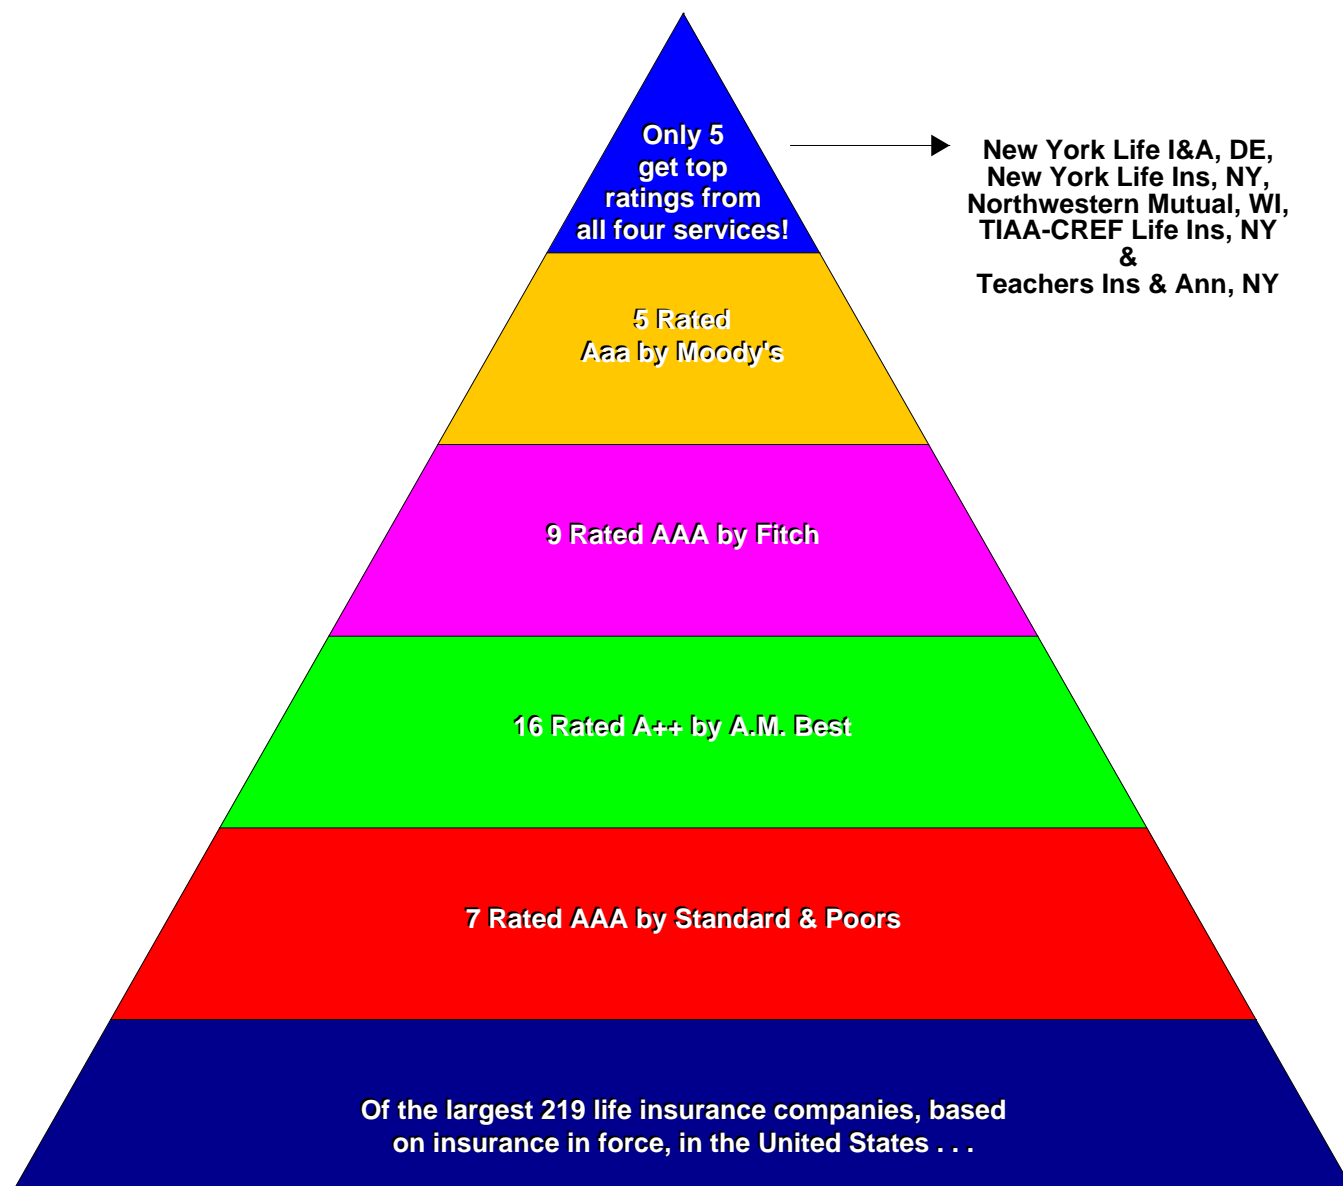 Only 5
get top
ratings from
all four services!
New York Life I&A, DE,
New York Life Ins, NY,
Northwestern Mutual, WI,
TIAA-CREF Life Ins, NY
&
Teachers Ins & Ann, NY
5 Rated
Aaa by Moody's
9 Rated AAA by Fitch
16 Rated A++ by A.M. Best
7 Rated AAA by Standard & Poors
Of the largest 219 life insurance companies, based
on insurance in force, in the United States . . .